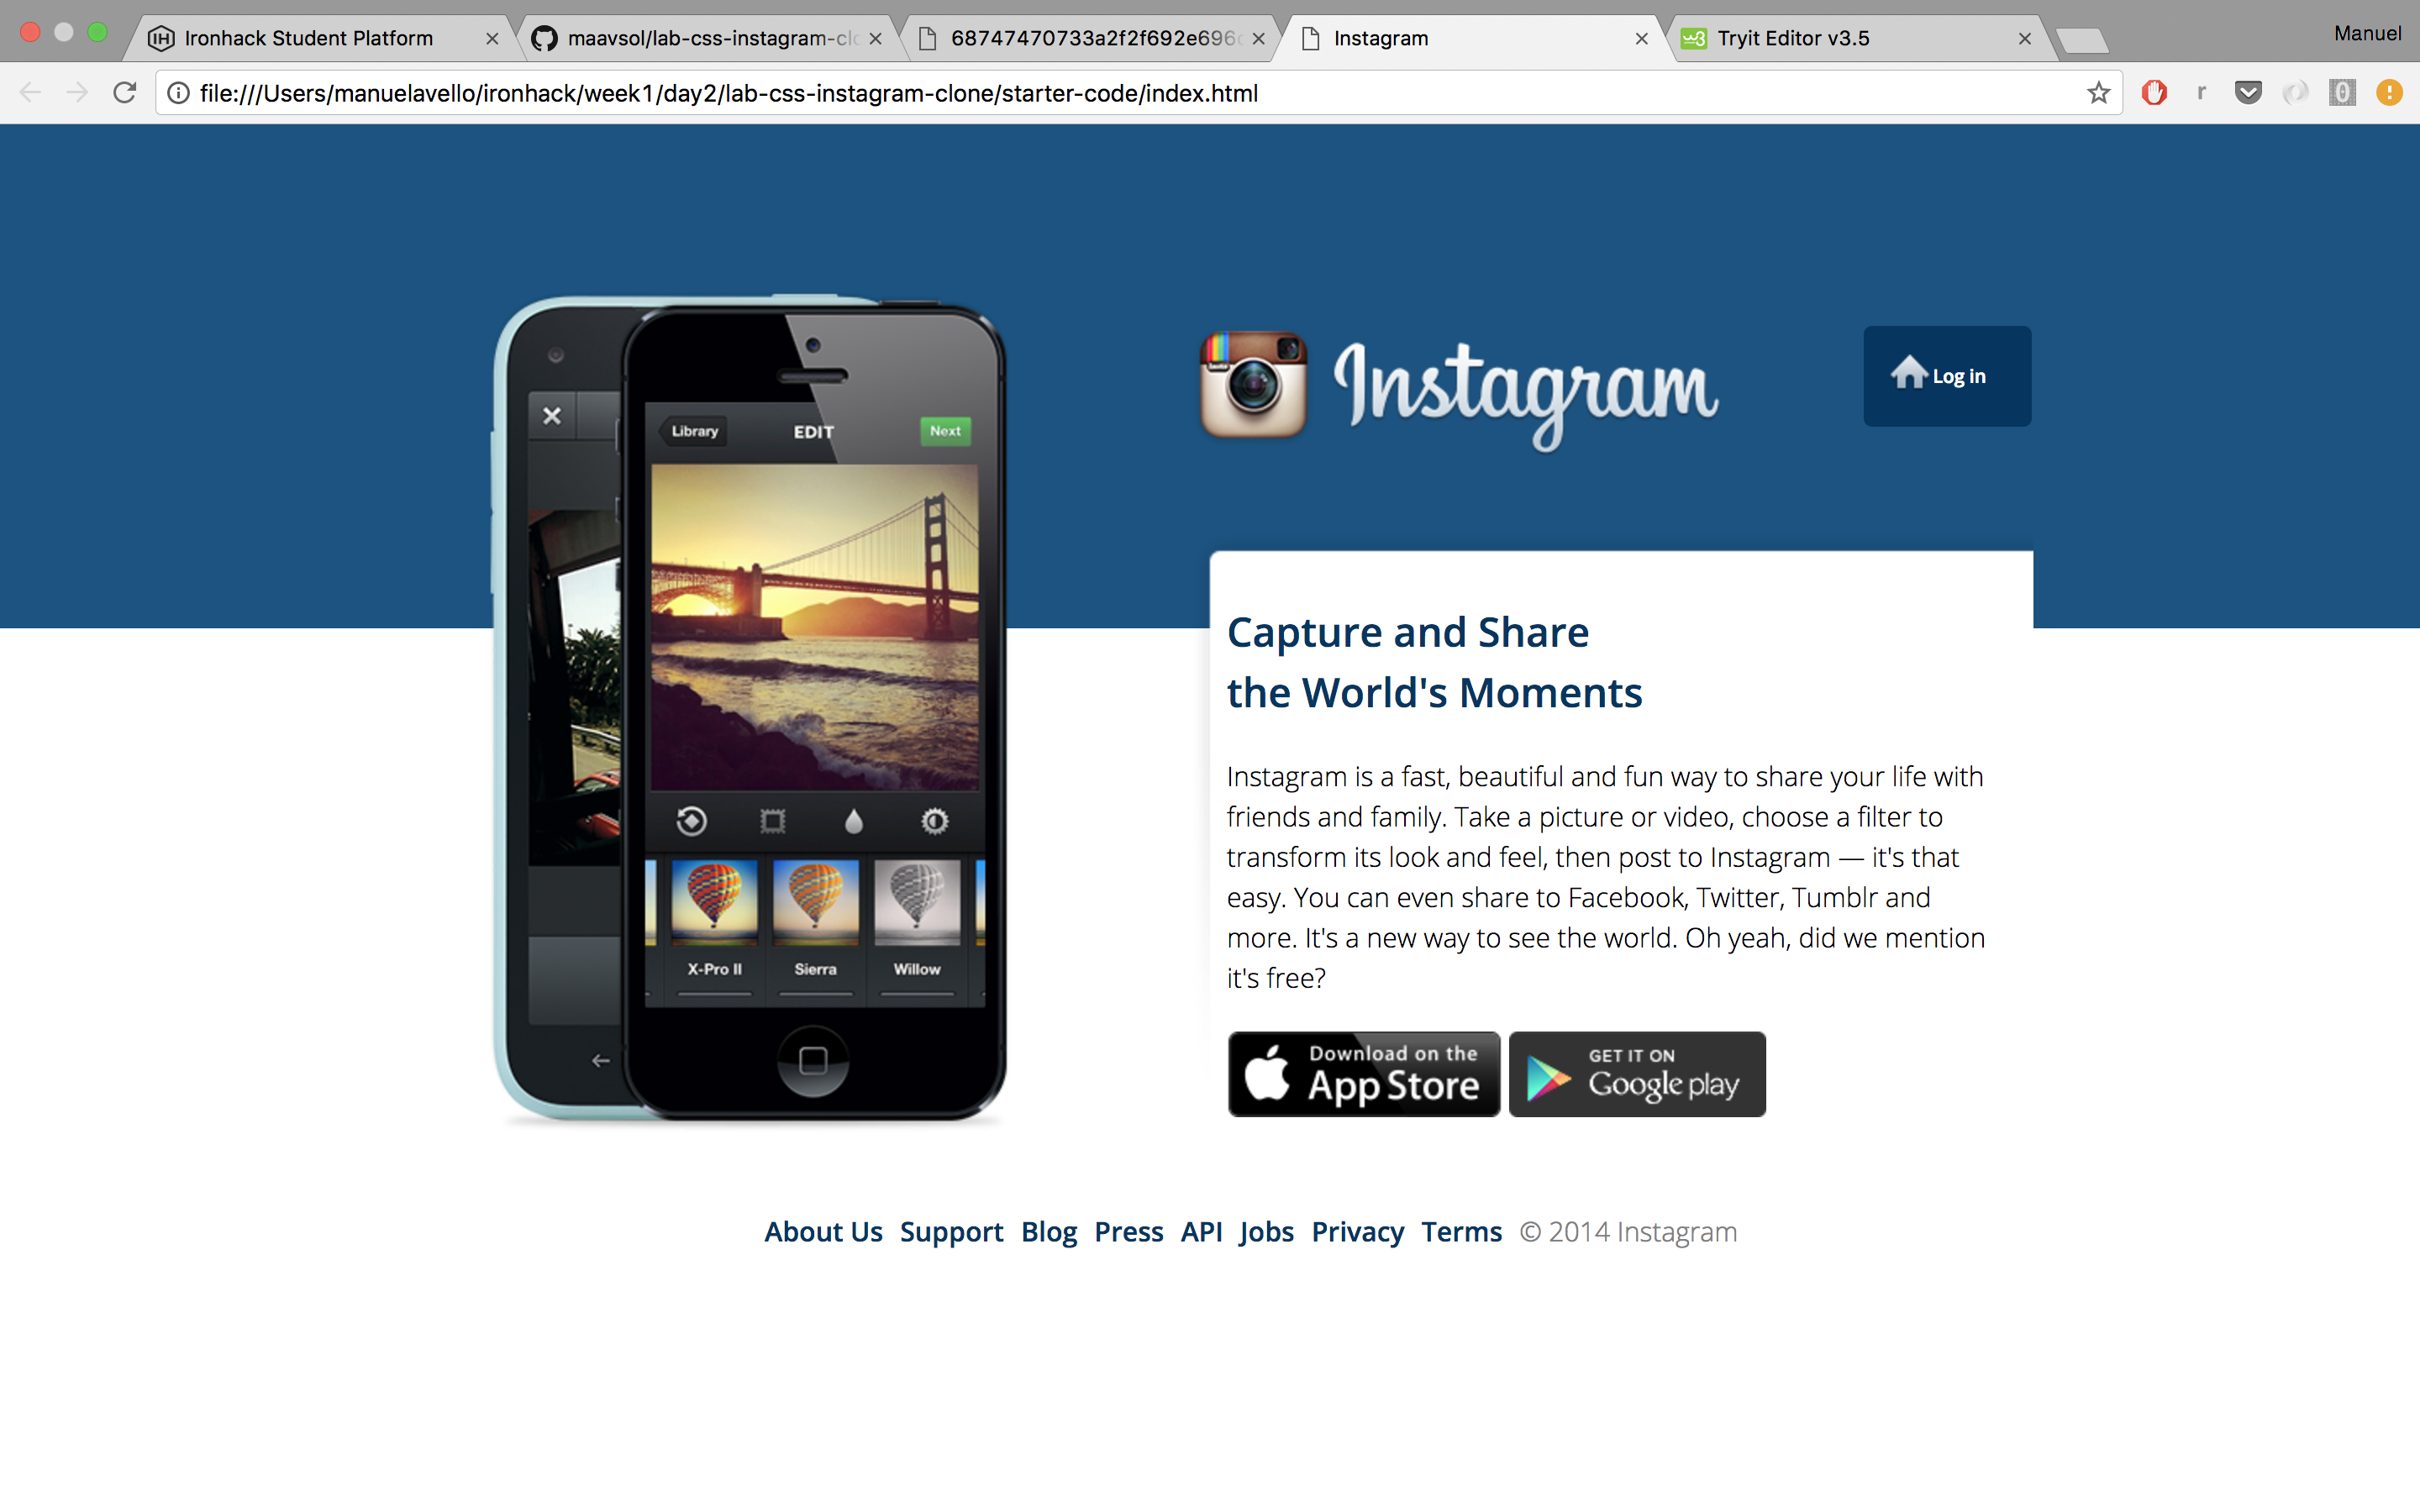 Ironhack Student Platform
maavsol/lab-css-instagram-clo
68747470733a2f2f692e696
Instagram
Tryit Editor v3.5
Manuel
file:///Users/manuelavello/ironhack/week1/day2/lab-css-instagram-clone/starter-code/index.html
r
0
Instagram
Log in
Library
EDIT
Next
Capture and Share
the World's Moments
Instagram is a fast, beautiful and fun way to share your life with
friends and family. Take a picture or video, choose a filter to
transform its look and feel, then post to Instagram — it's that
easy. You can even share to Facebook, Twitter, Tumblr and
more. It's a new way to see the world. Oh yeah, did we mention
it's free?
X-Pro II
Sierra
Willow
Download on the
App Store
GET IT ON
Google play
About Us Support Blog Press API Jobs Privacy Terms © 2014 Instagram